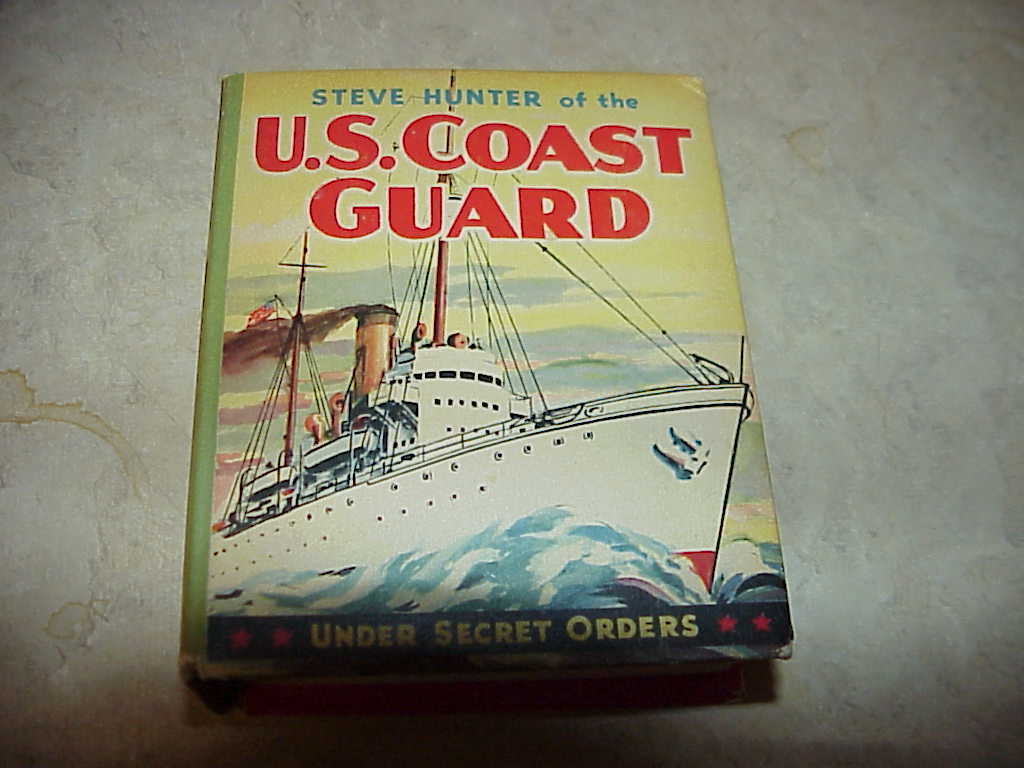 STEVE HUNTER of the
U.S. COAST
GUARD
UNDER SECRET ORDERS